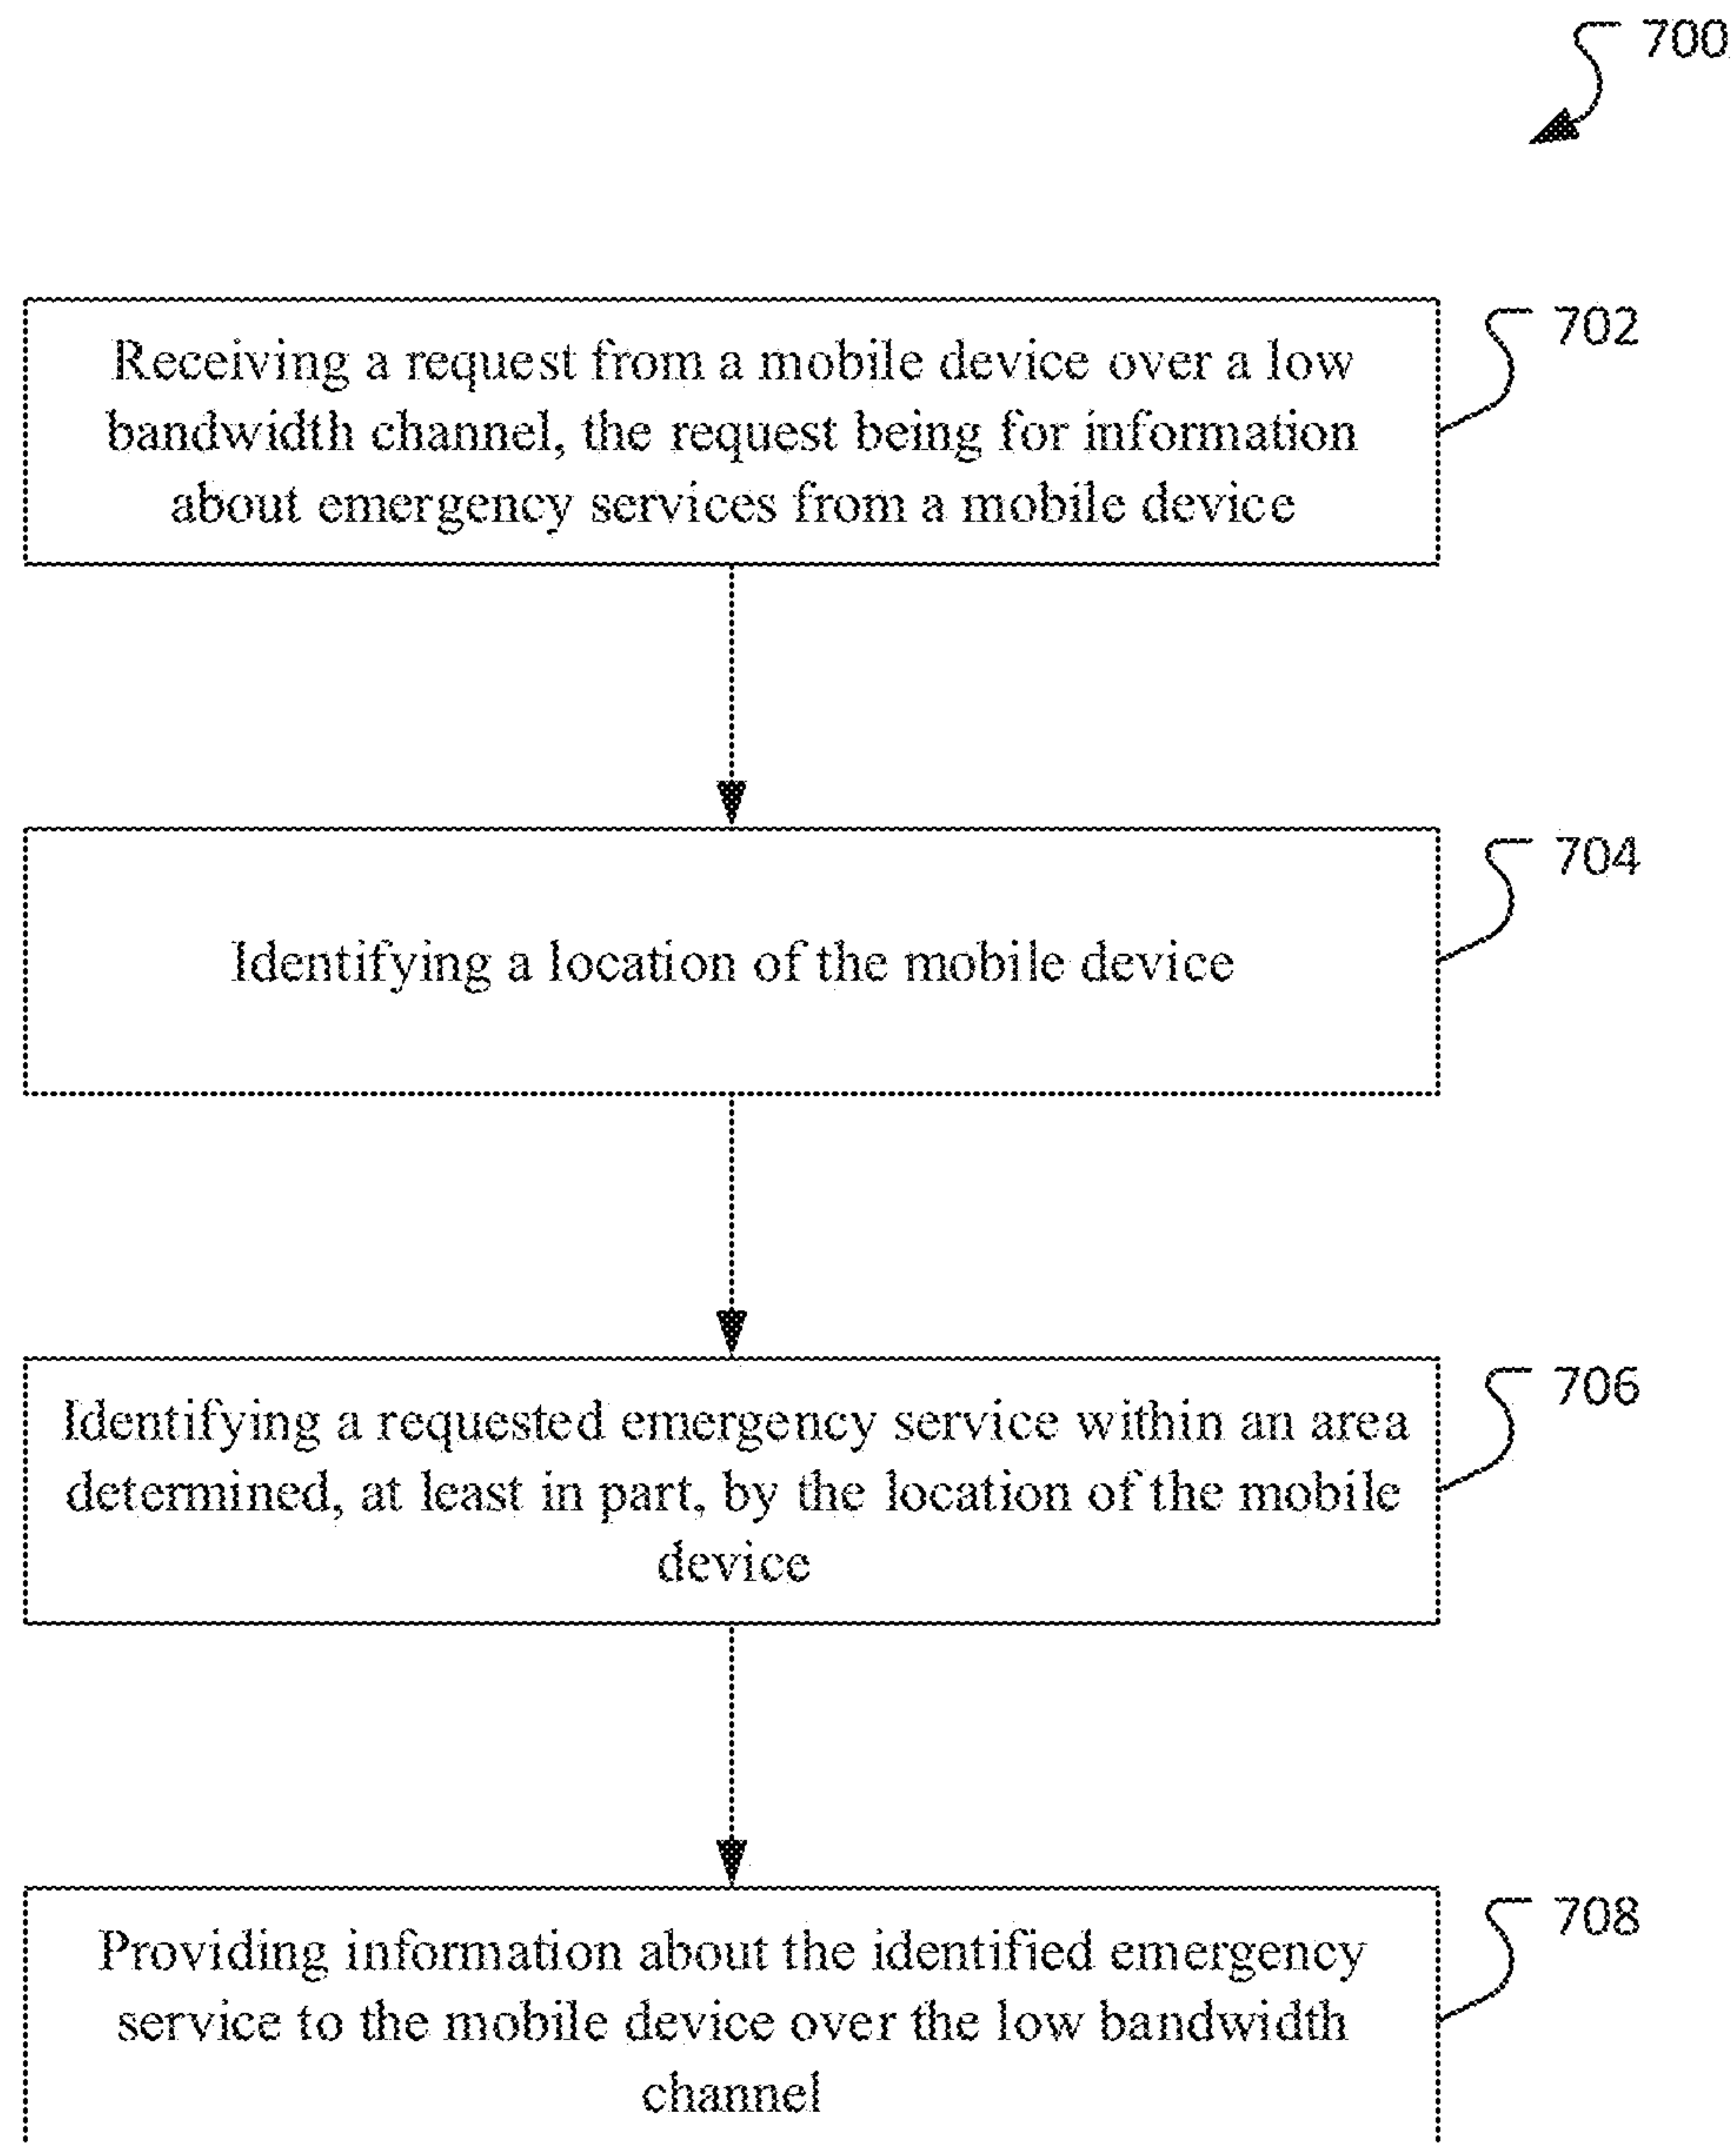 700
Receiving a request from a mobile device over a low
bandwidth channel, the request being for information
about emergency services from a mobile device
702
Identifying a location of the mobile device
704
Identifying a requested emergency service within an area
determined, at least in part, by the location of the mobile
device
706
Providing information about the identified emergency
service to the mobile device over the low bandwidth
channel
708